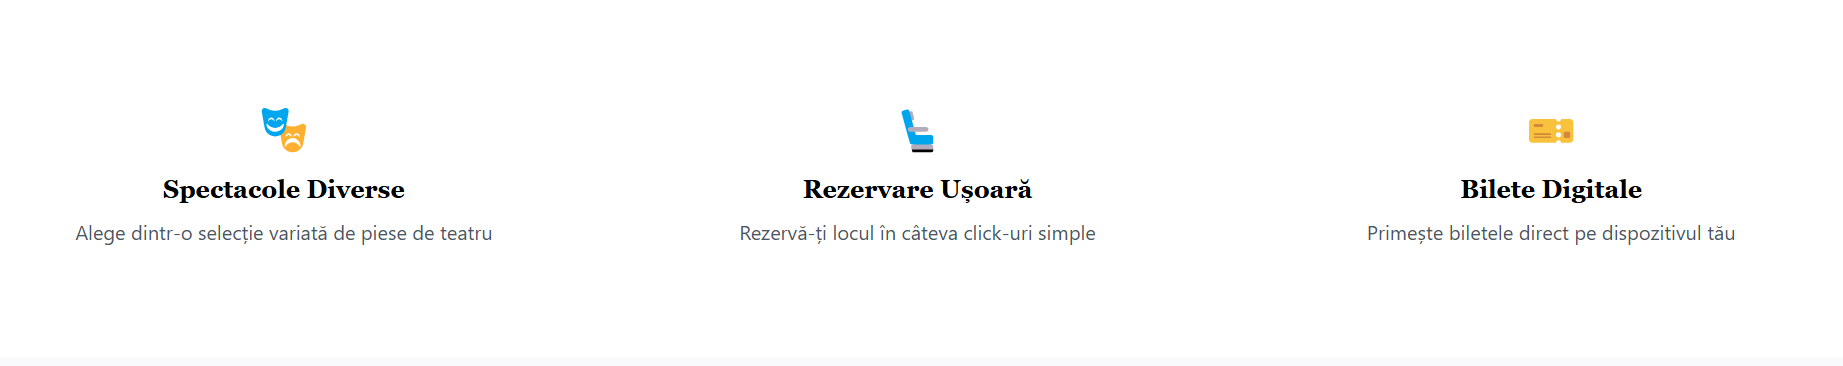 Spectacole Diverse
Alege dintr-o selecție variată de piese de teatru
Rezervare Ușoară
Rezervă-ți locul în câteva click-uri simple
Bilete Digitale
Primește biletele direct pe dispozitivul tău